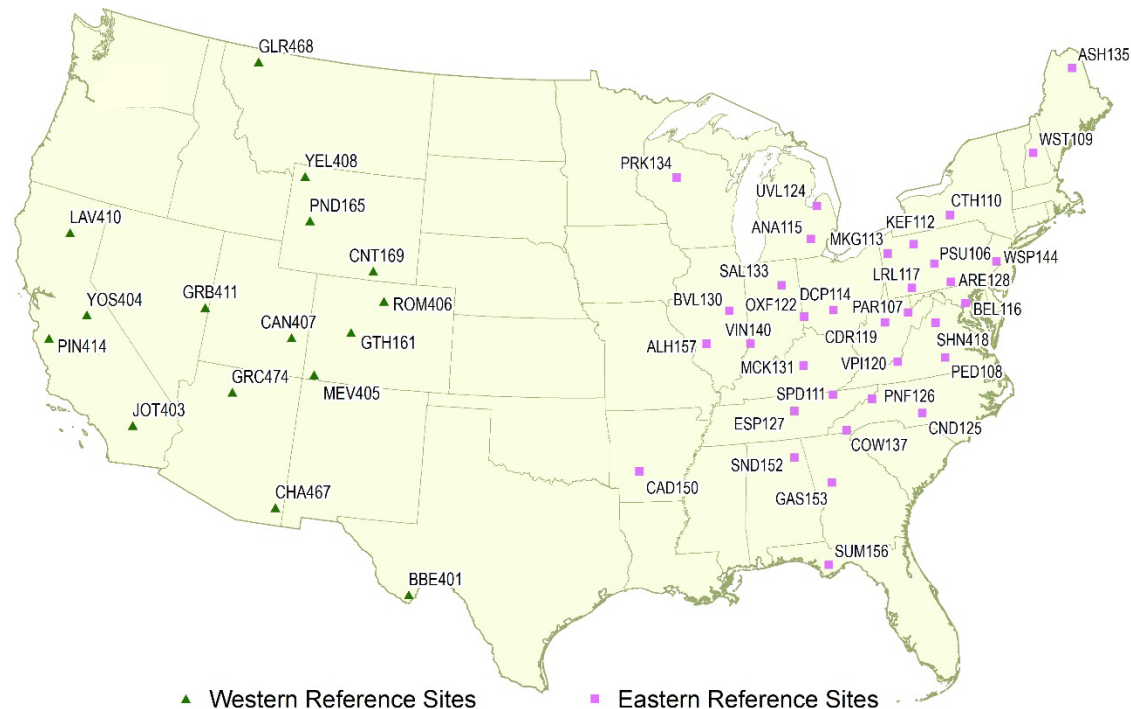 GLR468
ASH135
WST109
YEL408
PRK134
UVL124
CTH110
PND165
LAV410
KEF112
ANA115
MKG113
PSU106
WSP144
CNT169
SAL133
LRL117
ARE128
YOS404
GRB411
ROM406
BVL130
OXF122
DCP114
PAR107
BEL116
CAN407
GTH161
VIN140
CDR119
SHN418
PIN414
ALH157
MCK131
VPI120
PED108
GRC474
MEV405
SPD111
PNF126
JOT403
ESP127
CND125
COW137
SND152
CAD150
GAS153
CHA467
SUM156
BBE401
Western Reference Sites
Eastern Reference Sites